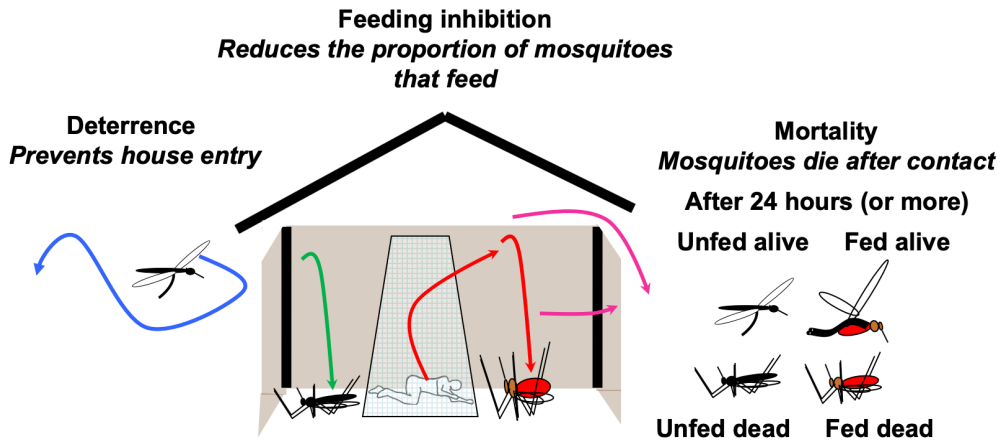 Feeding inhibition
Reduces the proportion of mosquitoes
that feed
Deterrence
Prevents house entry
Mortality
Mosquitoes die after contact
After 24 hours (or more)
Unfed alive
Fed alive
Unfed dead
Fed dead